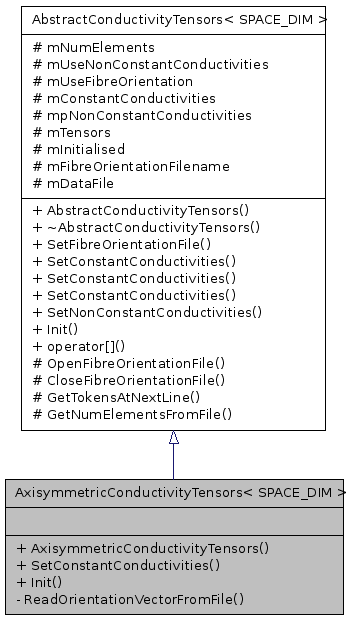 AbstractConductivityTensors< SPACE_DIM >
# mNumElements
# mUseNonConstantConductivities
# mUseFibreOrientation
# mConstantConductivities
# mpNonConstantConductivities
# mTensors
# mInitialised
# mFibreOrientationFilename
# mDataFile
+ AbstractConductivityTensors()
+ ~AbstractConductivityTensors()
+ SetFibreOrientationFile()
+ SetConstantConductivities()
+ SetConstantConductivities()
+ SetConstantConductivities()
+ SetNonConstantConductivities()
+ Init()
+ operator[]()
# OpenFibreOrientationFile()
# CloseFibreOrientationFile()
# GetTokensAtNextLine()
# GetNumElementsFromFile()
AxisymmetricConductivityTensors< SPACE_DIM >
+ AxisymmetricConductivityTensors()
+ SetConstantConductivities()
+ Init()
- ReadOrientationVectorFromFile()